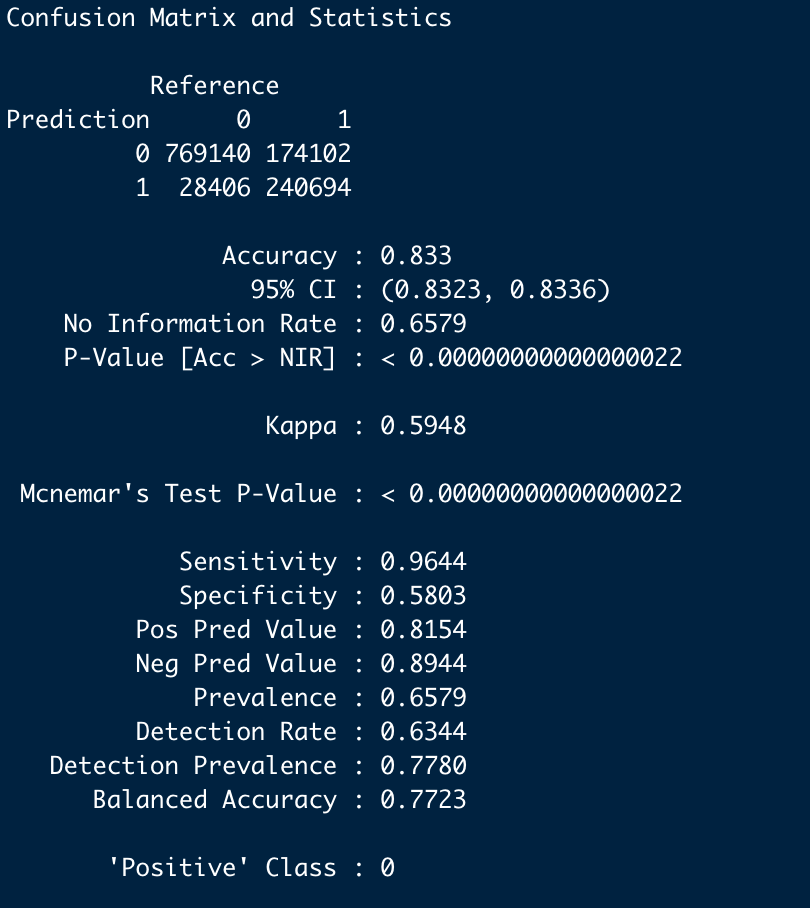 Confusion Matrix and Statistics
Reference
Prediction 0 1
0 769140 174102
1 28406 240694
Accuracy : 0.833
95% CI : (0.8323, 0.8336)
No Information Rate : 0.6579
P-Value [Acc > NIR] : < 0.00000000000000022
Kappa : 0.5948
Mcnemar's Test P-Value : < 0.00000000000000022
Sensitivity : 0.9644
Specificity : 0.5803
Pos Pred Value : 0.8154
Neg Pred Value : 0.8944
Prevalence : 0.6579
Detection Rate : 0.6344
Detection Prevalence : 0.7780
Balanced Accuracy : 0.7723
'Positive' Class : 0